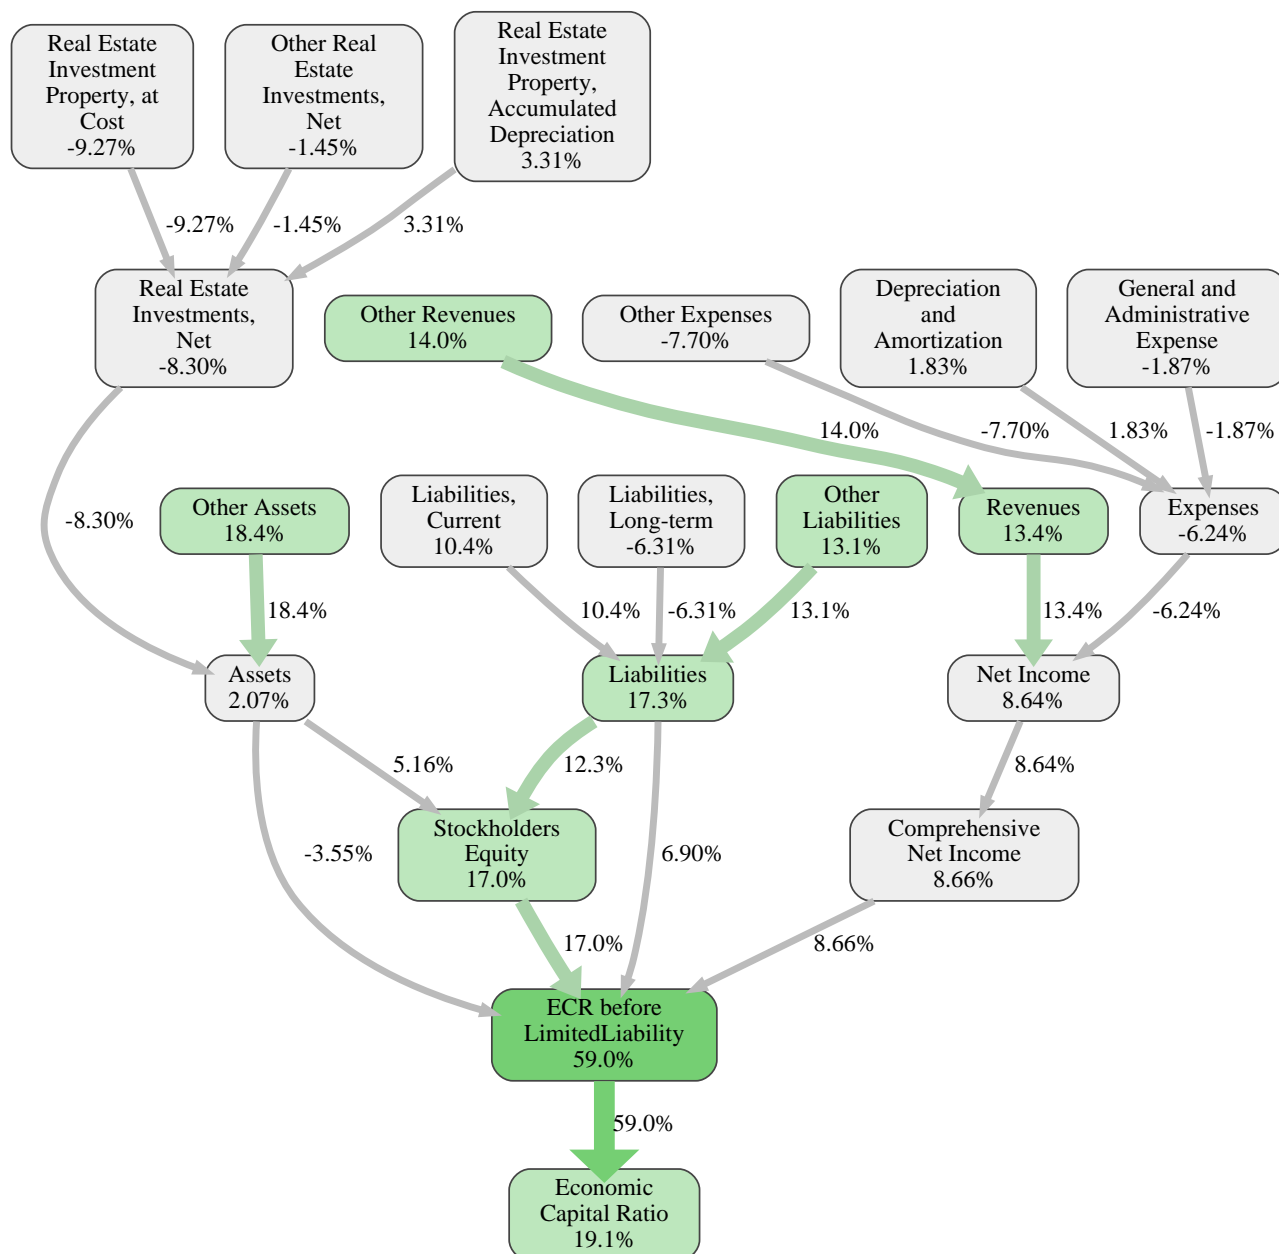 Real Estate
Investment
Property, at
Cost
-9.27%
Other Real
Estate
Investments,
Net
-1.45%
Real Estate
Investment
Property,
Accumulated
Depreciation
3.31%
-9.27%
-1.45%
3.31%
Real Estate
Investments,
Net
-8.30%
Other Revenues
14.0%
Other Expenses
-7.70%
Depreciation
and
Amortization
1.83%
General and
Administrative
Expense
-1.87%
14.0%
-7.70%
1.83%
-1.87%
-8.30%
Other Assets
18.4%
Liabilities,
Current
10.4%
Liabilities,
Long-term
-6.31%
Other
Liabilities
13.1%
Revenues
13.4%
Expenses
-6.24%
18.4%
10.4%
-6.31%
13.1%
13.4%
-6.24%
Assets
2.07%
Liabilities
17.3%
Net Income
8.64%
5.16%
12.3%
8.64%
-3.55%
Stockholders
Equity
17.0%
6.90%
Comprehensive
Net Income
8.66%
17.0%
8.66%
ECR before
LimitedLiability
59.0%
59.0%
Economic
Capital Ratio
19.1%